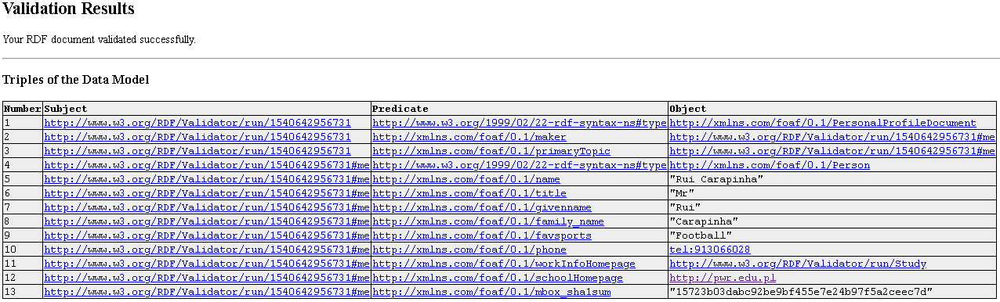 Validation Results
Your RDF document validated successfully.
Triples of the Data Model
Number Subject Predicate Object
1 http://www.w3.org/RDF/Validator/run/1540642956731 http://www.w3.org/1999/02/22-rdf-syntax-ns#type http://xmlns.com/foaf/0.1/PersonalProfileDocument
2 http://www.w3.org/RDF/Validator/run/1540642956731 http://xmlns.com/foaf/0.1/maker http://www.w3.org/RDF/Validator/run/1540642956731#me
3 http://www.w3.org/RDF/Validator/run/1540642956731 http://xmlns.com/foaf/0.1/primaryTopic http://www.w3.org/RDF/Validator/run/1540642956731#me
4 http://www.w3.org/RDF/Validator/run/1540642956731#me http://www.w3.org/1999/02/22-rdf-syntax-ns#type http://xmlns.com/foaf/0.1/Person
5 http://www.w3.org/RDF/Validator/run/1540642956731#me http://xmlns.com/foaf/0.1/name "Rui Carapinha"
6 http://www.w3.org/RDF/Validator/run/1540642956731#me http://xmlns.com/foaf/0.1/title "Mr"
7 http://www.w3.org/RDF/Validator/run/1540642956731#me http://xmlns.com/foaf/0.1/givenname "Rui"
8 http://www.w3.org/RDF/Validator/run/1540642956731#me http://xmlns.com/foaf/0.1/family_name "Carapinha"
9 http://www.w3.org/RDF/Validator/run/1540642956731#me http://xmlns.com/foaf/0.1/favsports "Football"
10 http://www.w3.org/RDF/Validator/run/1540642956731#me http://xmlns.com/foaf/0.1/phone tel:913066028
11 http://www.w3.org/RDF/Validator/run/1540642956731#me http://xmlns.com/foaf/0.1/workInfoHomepage http://www.w3.org/RDF/Validator/run/Study
12 http://www.w3.org/RDF/Validator/run/1540642956731#me http://xmlns.com/foaf/0.1/schoolHomepage http://pwr.edu.pl
13 http://www.w3.org/RDF/Validator/run/1540642956731#me http://xmlns.com/foaf/0.1/mbox_sha1sum "15723b03dabc92be9bf455e7e24b97f5a2ceec7d"